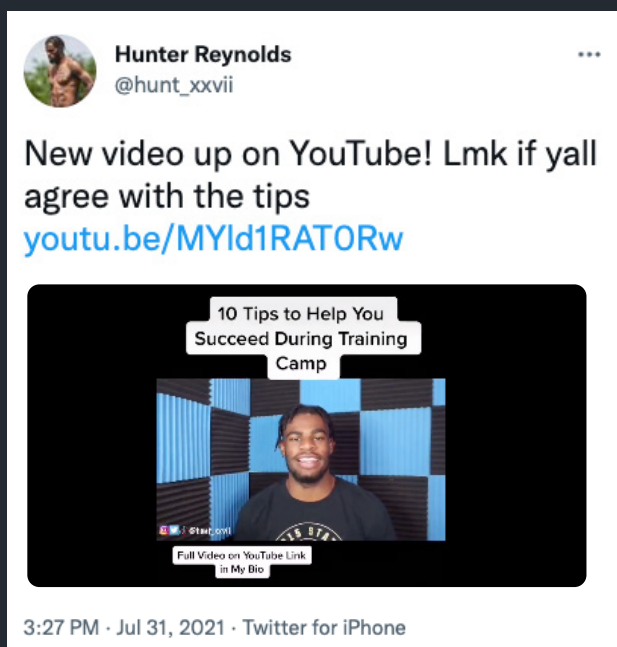 Hunter Reynolds
@hunt_xxvii
New video up on YouTube! Lmk if yall
agree with the tips
youtu.be/MYld1RAT0Rw
10 Tips to Help You
Succeed During Training
Camp
Full Video on YouTube Link
in My Bio
3:27 PM · Jul 31, 2021 · Twitter for iPhone